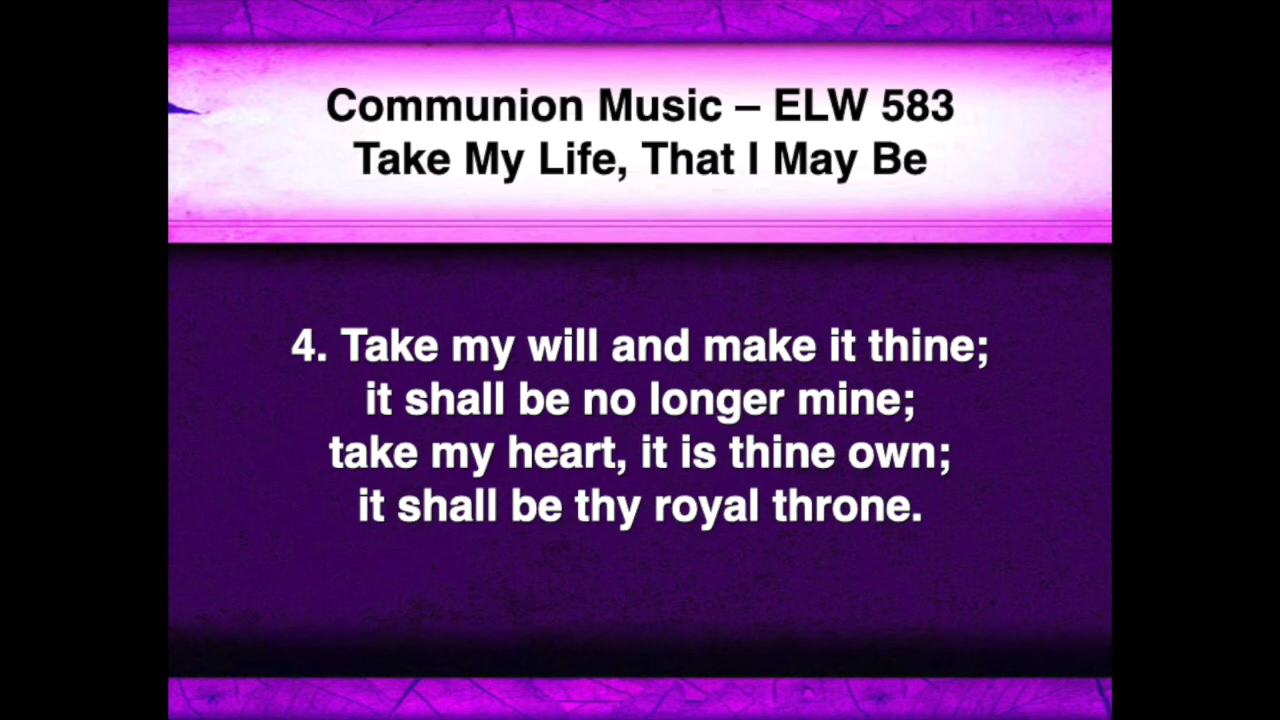 Communion Music – ELW 583
Take My Life, That I May Be
4. Take my will and make it thine;
it shall be no longer mine;
take my heart, it is thine own;
it shall be thy royal throne.